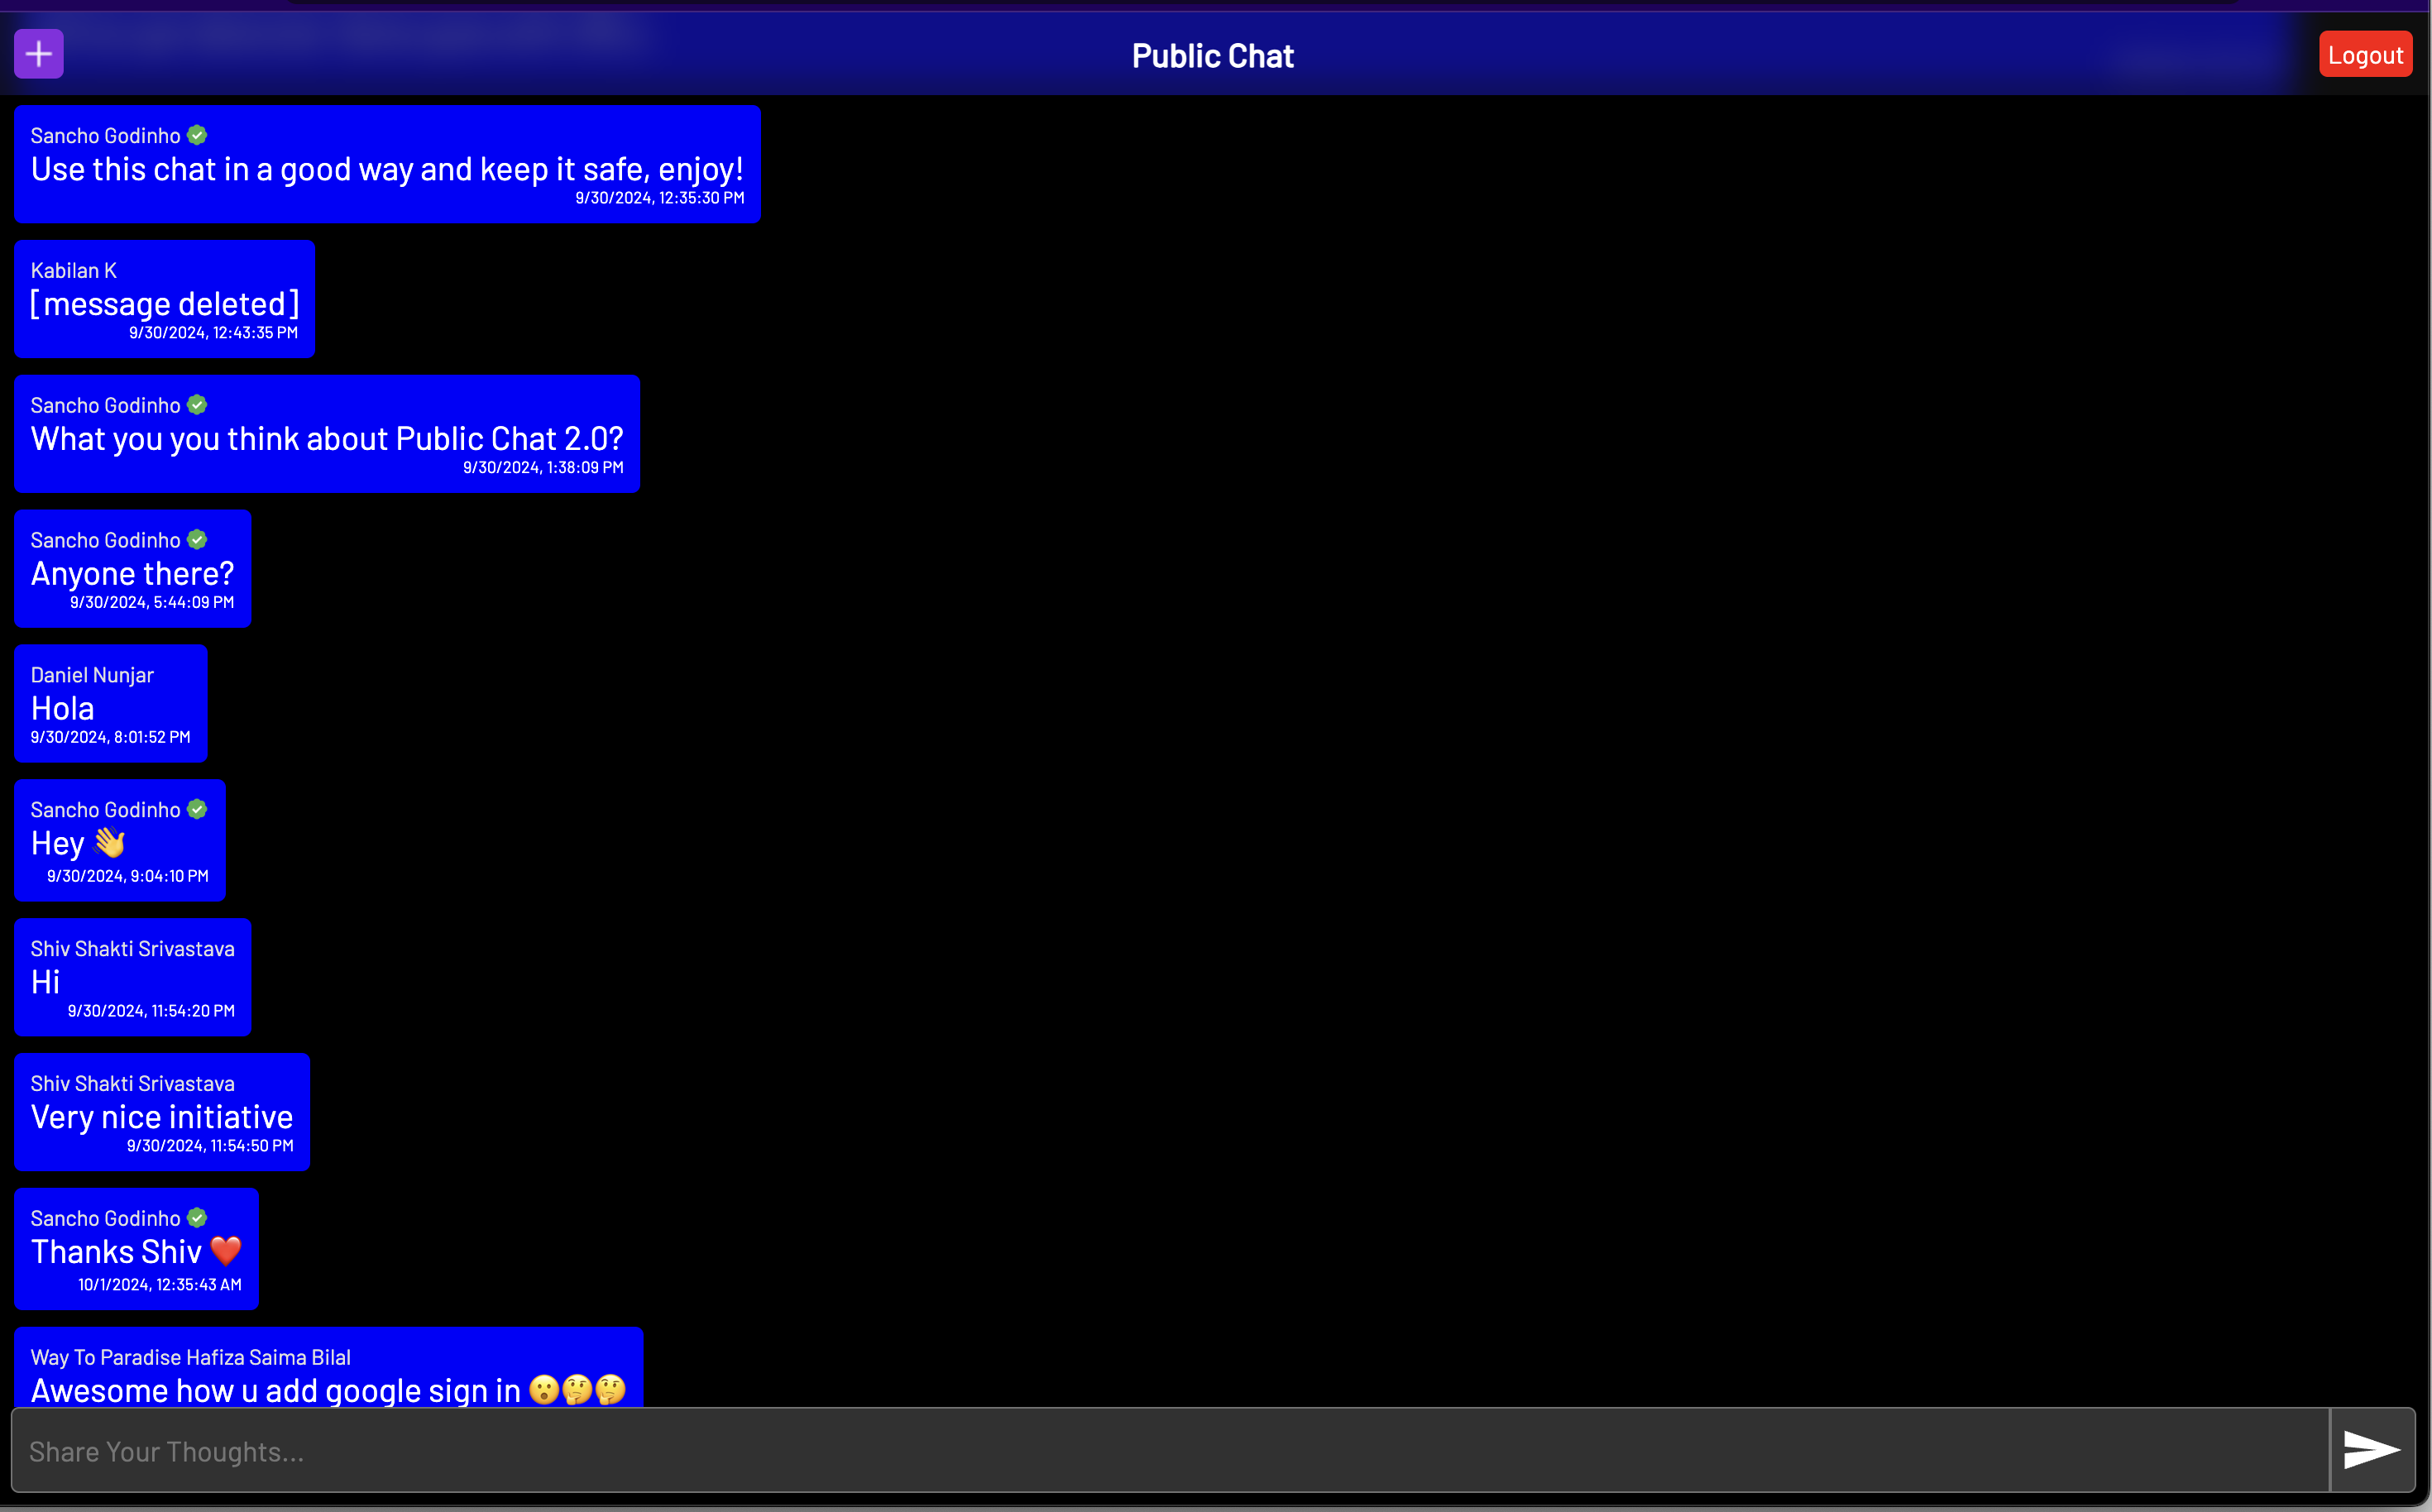 Public Chat
Logout
Sancho Godinho
Use this chat in a good way and keep it safe, enjoy!
9/30/2024, 12:35:30 PM
Kabilan K
[message deleted]
9/30/2024, 12:43:35 PM
Sancho Godinho
What you you think about Public Chat 2.0?
9/30/2024, 1:38:09 PM
Sancho Godinho
Anyone there?
9/30/2024, 5:44:09 PM
Daniel Nunjar
Hola
9/30/2024, 8:01:52 PM
Sancho Godinho
Hey 👋
9/30/2024, 9:04:10 PM
Shiv Shakti Srivastava
Hi
9/30/2024, 11:54:20 PM
Shiv Shakti Srivastava
Very nice initiative
9/30/2024, 11:54:50 PM
Sancho Godinho
Thanks Shiv ❤️
10/1/2024, 12:35:43 AM
Way To Paradise Hafiza Saima Bilal
Awesome how u add google sign in 😮🤔🤔
Share Your Thoughts...